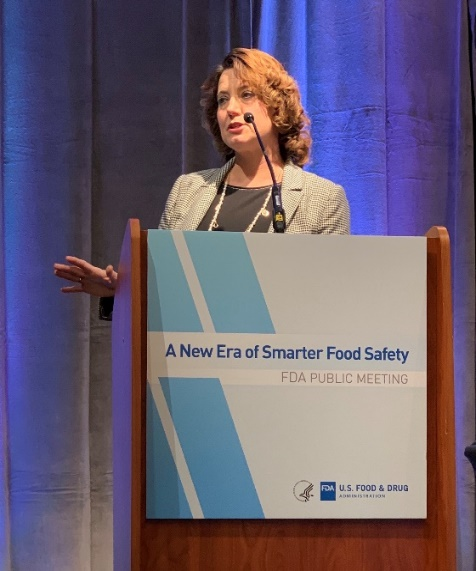 A New Era of Smarter Food Safety
FDA PUBLIC MEETING
FDA
U.S. FOOD & DRUG
ADMINISTRATION